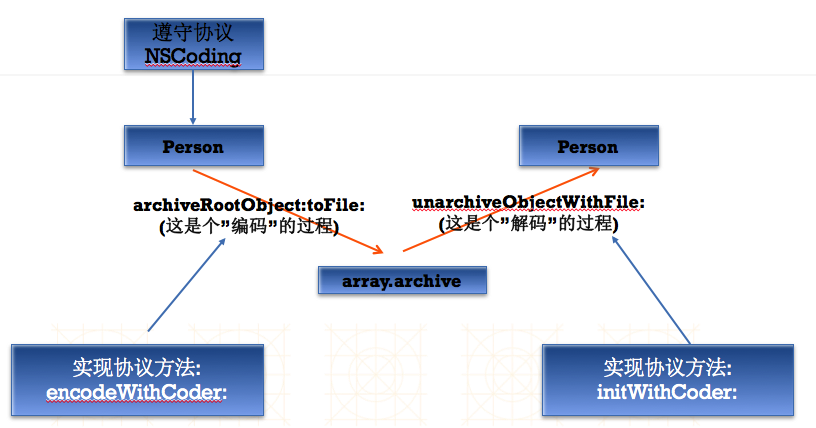 遵守协议
NSCoding
Person
Person
archiveRootObject:toFile:
(这是个”编码”的过程)
unarchiveObjectWithFile:
(这是个”解码”的过程)
array.archive
实现协议方法:
encodeWithCoder:
实现协议方法:
initWithCoder: